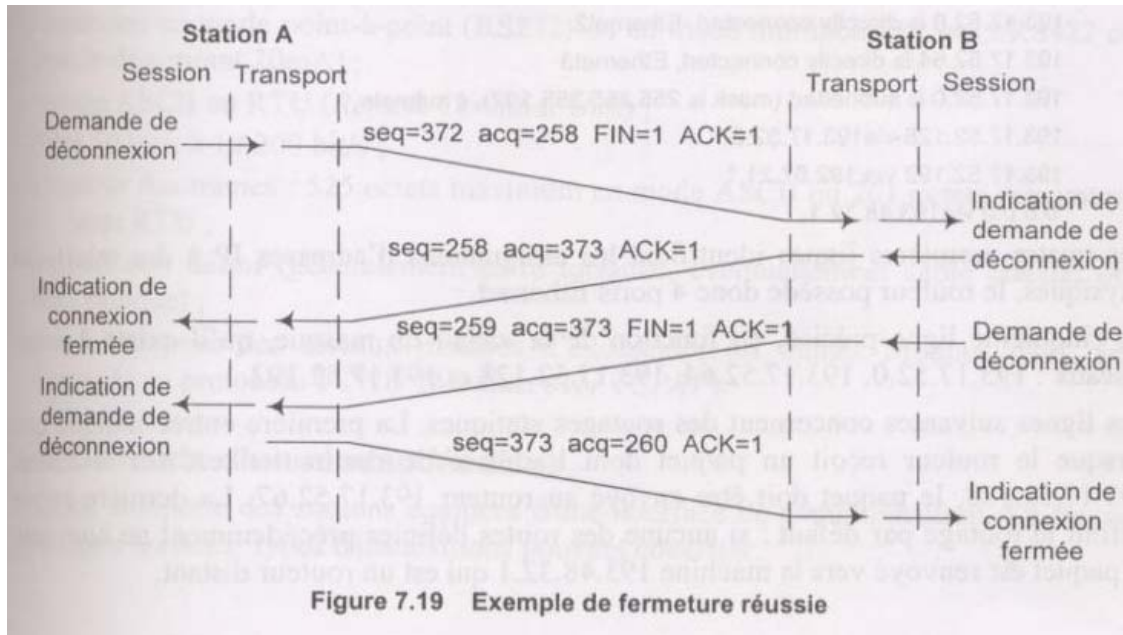 Station A
Station B
Session Transport
Transport Session
Demande de
déconnexion
seq=372 acq=258 FIN=1 ACK=1
Indication de
demande de
déconnexion
seq=258 acq=373 ACK=1
Indication de
connexion
fermée
seq=259 acq=373 FIN=1 ACK=1
Demande de
déconnexion
Indication de
demande de
déconnexion
seq=373 acq=260 ACK=1
Indication de
connexion
fermée
Figure 7.19 Exemple de fermeture réussie